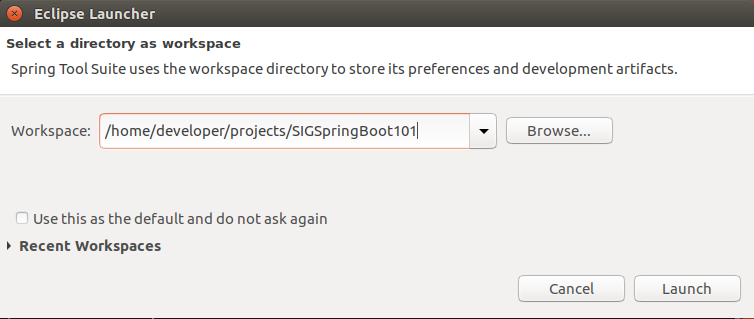 Eclipse Launcher
Select a directory as workspace
Spring Tool Suite uses the workspace directory to store its preferences and development artifacts.
Workspace: /home/developer/projects/SIGSpringBoot101 Browse...
Use this as the default and do not ask again
Recent Workspaces
Cancel Launch